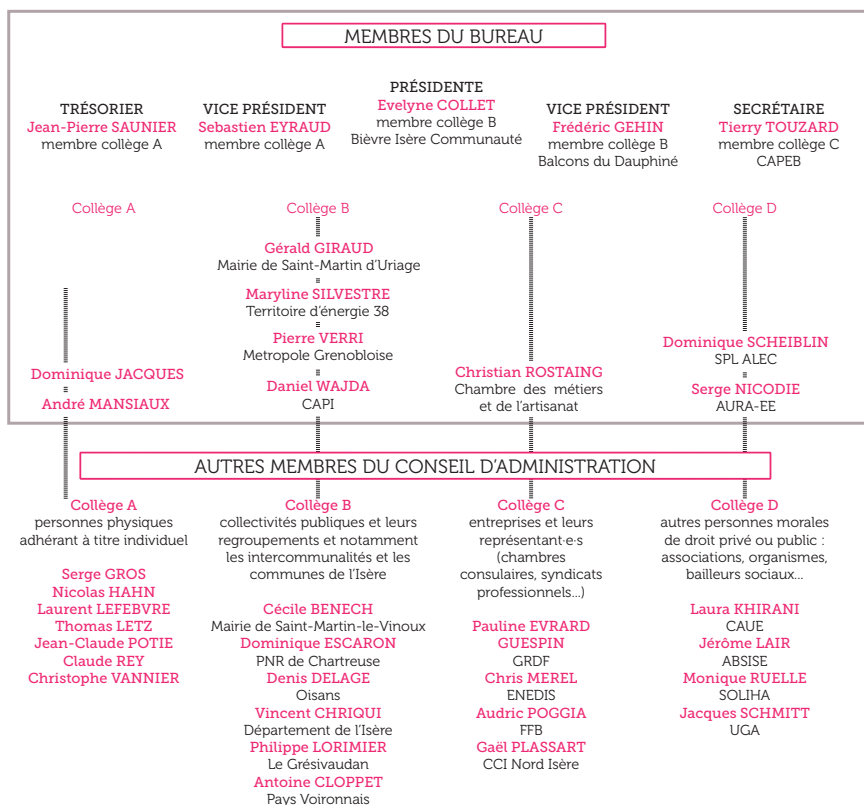 MEMBRES DU BUREAU
PRÉSIDENTE
Evelyne COLLET
membre collège B
Bièvre Isère Communauté
TRÉSORIER
Jean-Pierre SAUNIER
membre collège A
VICE PRÉSIDENT
Sebastien EYRAUD
membre collège A
VICE PRÉSIDENT
Frédéric GEHIN
membre collège B
Balcons du Dauphiné
SECRÉTAIRE
Tierry TOUZARD
membre collège C
CAPEB
Collège A
Dominique JACQUES
André MANSIAUX
Collège B
Gérald GIRAUD
Mairie de Saint-Martin d'Uriage
Maryline SILVESTRE
Territoire d'énergie 38
Pierre VERRI
Metropole Grenobloise
Daniel WAJDA
CAPI
Collège C
Christian ROSTAING
Chambre des métiers
et de l'artisanat
Collège D
Dominique SCHEIBLIN
SPL ALEC
Serge NICODIE
AURA-EE
AUTRES MEMBRES DU CONSEIL D'ADMINISTRATION
Collège A
personnes physiques
adhérant à titre individuel
Serge GROS
Nicolas HAHN
Laurent LEFEBVRE
Thomas LETZ
Jean-Claude POTIE
Claude REY
Christophe VANNIER
Collège B
collectivités publiques et leurs
regroupements et notamment
les intercommunalités et les
communes de l'Isère
Cécile BENECH
Mairie de Saint-Martin-le-Vinoux
Dominique ESCARON
PNR de Chartreuse
Denis DELAGE
Oisans
Vincent CHRIQUI
Département de l'Isère
Philippe LORIMIER
Le Grésivaudan
Antoine CLOPPET
Pays Voironnais
Collège C
entreprises et leurs
représentant·e·s
(chambres
consulaires, syndicats
professionnels...)
Pauline EVRARD
GUESPIN
GRDF
Chris MEREL
ENEDIS
Audric POGGIA
FFB
Gaël PLASSART
CCI Nord Isère
Collège D
autres personnes morales
de droit privé ou public :
associations, organismes,
bailleurs sociaux...
Laura KHIRANI
CAUE
Jérôme LAIR
ABSISE
Monique RUELLE
SOLIHA
Jacques SCHMITT
UGA